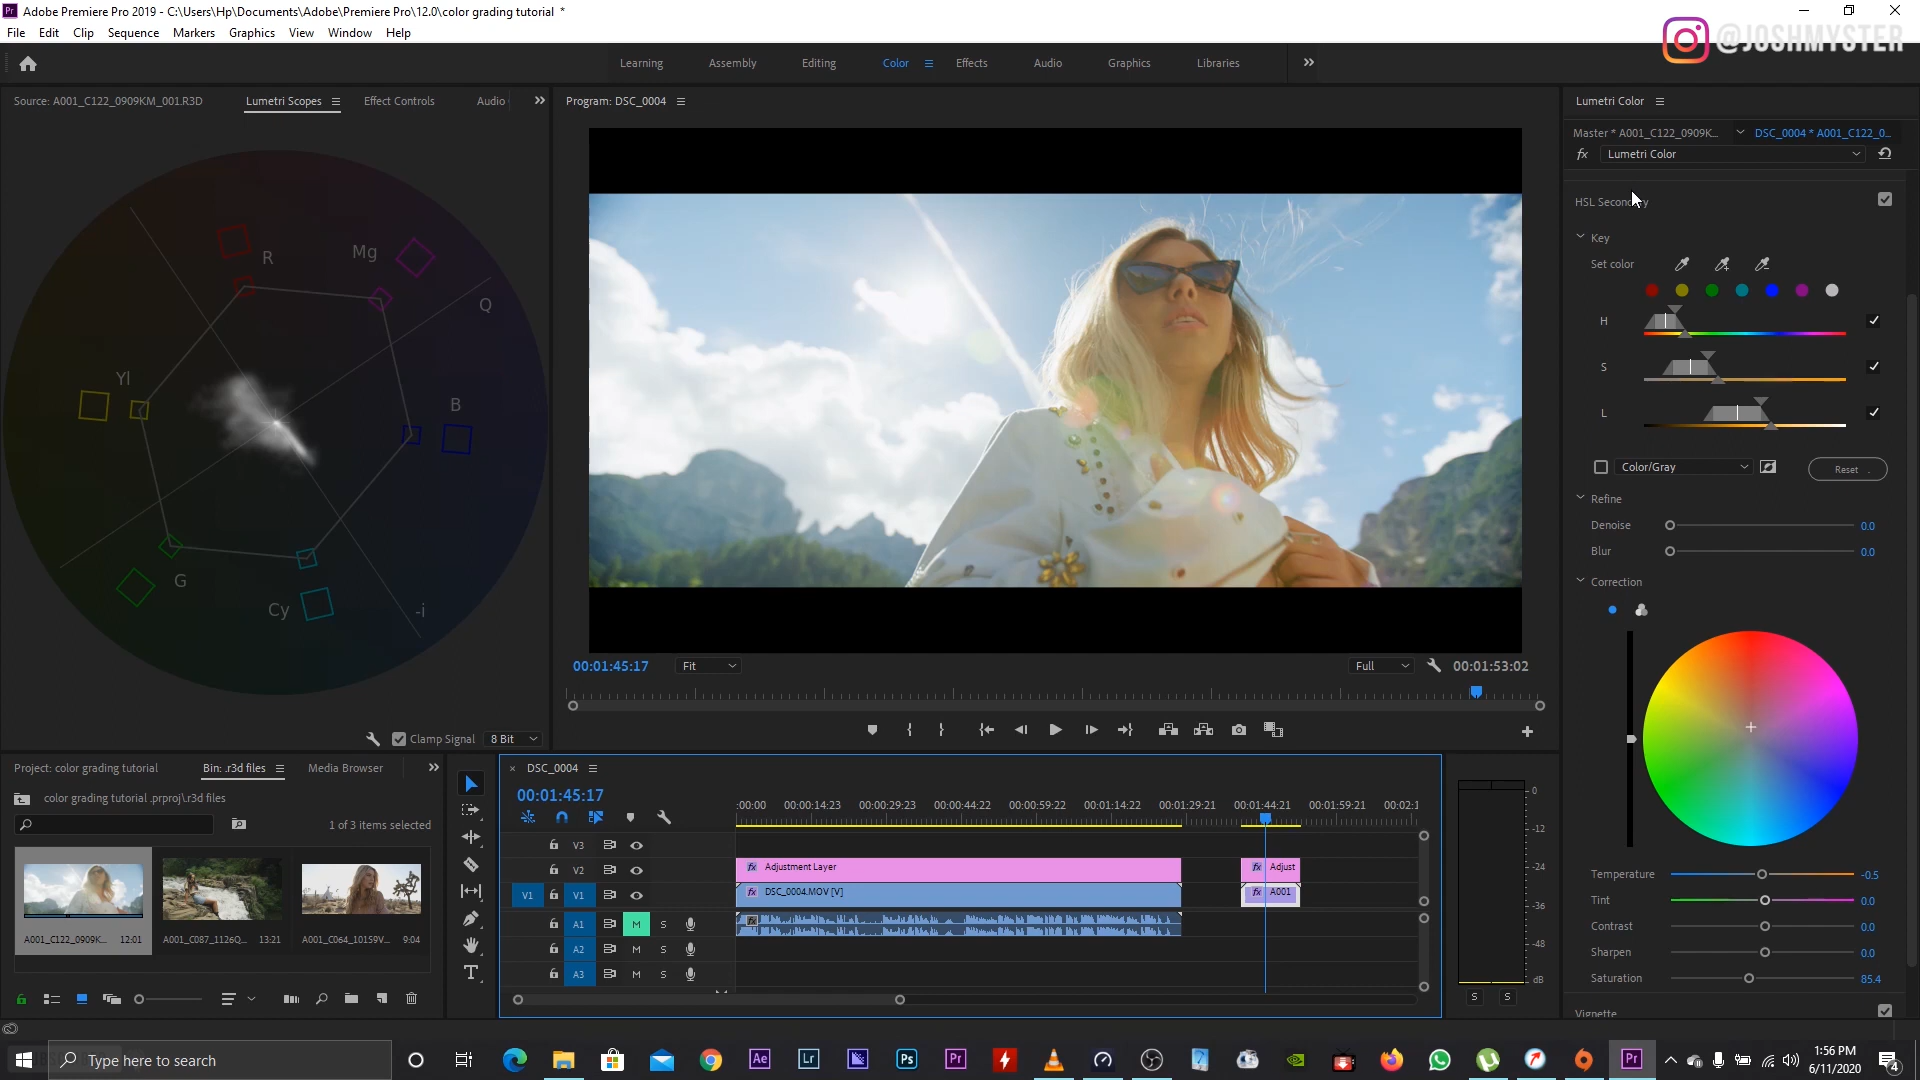 Pr Adobe Premiere Pro 2019 - C:\Users\Hp\Documents\Adobe\Premiere Pro\12.0\color grading tutorial *
File Edit Clip Sequence Markers Graphics View Window Help
@JOSHMYSTER
Learning Assembly Editing Color Effects Audio Graphics Libraries
Source: A001_C122_0909KM_001.R3D Lumetri Scopes Effect Controls Audio
Program: DSC_0004
Lumetri Color
Master * A001_C122_0909K... DSC_0004 * A001_C122_0...
fx Lumetri Color
HSL Secondary
Key
Set color
H
S
L
Color/Gray Reset
Refine
Denoise 0.0
Blur 0.0
Correction
Temperature -0.5
Tint 0.0
Contrast 0.0
Sharpen 0.0
Saturation 85.4
Vignette
R Mg Q
Yl B
G Cy -i
Clamp Signal 8 Bit
00:01:45:17 Fit Full 00:01:53:02
Project: color grading tutorial Bin: .r3d files Media Browser
color grading tutorial .prproj\.r3d files
1 of 3 items selected
A001_C122_0909K... 12:01 A001_C087_1126Q... 13:21 A001_C064_10159V... 9:04
DSC_0004
00:01:45:17
:00:00 00:00:14:23 00:00:29:23 00:00:44:22 00:00:59:22 00:01:14:22 00:01:29:21 00:01:44:21 00:01:59:21 00:02:1
V3
V2 fx Adjustment Layer fx Adjust
V1 V1 fx DSC_0004.MOV [V] fx A001
A1 M S fx
A2 M S
A3 M S
0
-12
-24
-36
-48
dB
S S
Type here to search
Ae Lr Ps Pr Pr
1:56 PM
6/11/2020
4